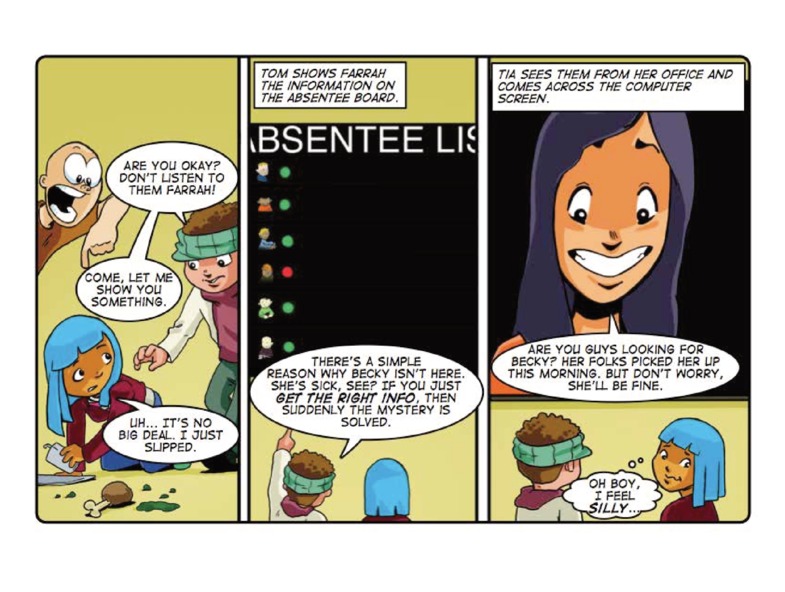 ARE YOU OKAY?
DON'T LISTEN TO
THEM FARRAH!
COME, LET ME
SHOW YOU
SOMETHING.
UH... IT'S NO
BIG DEAL. I JUST
SLIPPED.
TOM SHOWS FARRAH
THE INFORMATION ON
THE ABSENTEE BOARD.
ABSENTEE LIS
THERE'S A SIMPLE
REASON WHY BECKY ISN'T HERE.
SHE'S SICK, SEE? IF YOU JUST
GET THE RIGHT INFO, THEN
SUDDENLY THE MYSTERY IS
SOLVED.
TIA SEES THEM FROM HER OFFICE AND
COMES ACROSS THE COMPUTER
SCREEN.
ARE YOU GUYS LOOKING FOR
BECKY? HER FOLKS PICKED HER UP
THIS MORNING. BUT DON'T WORRY,
SHE'LL BE FINE.
OH BOY,
I FEEL
SILLY...